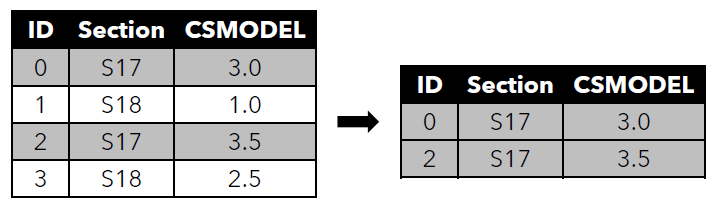 ID Section CSMODEL
0 S17 3.0
1 S18 1.0
2 S17 3.5
3 S18 2.5
ID Section CSMODEL
0 S17 3.0
2 S17 3.5